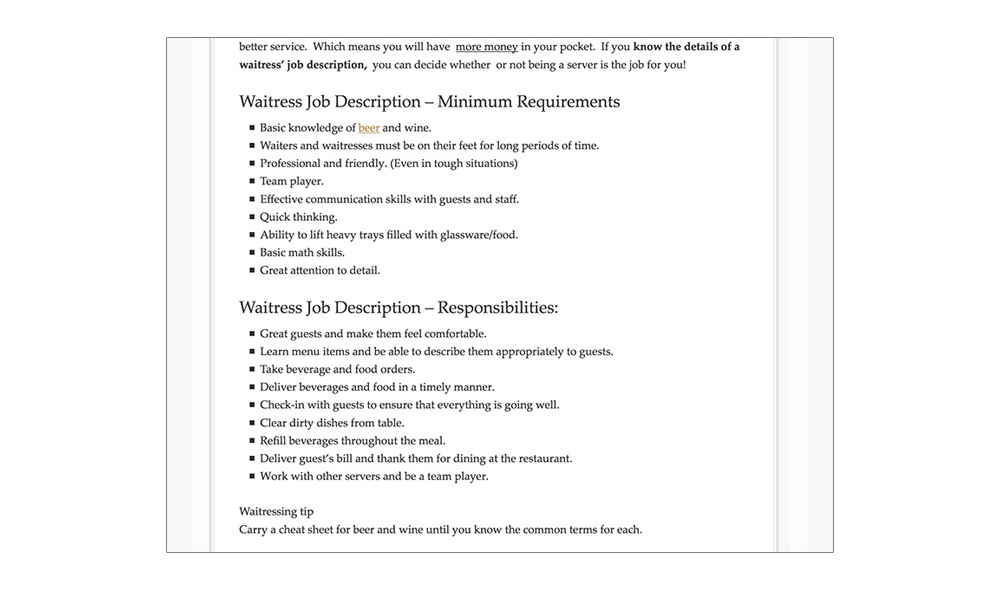 better service.  Which means you will have  more money in your pocket.  If you know the details of a
waitress’ job description,  you can decide whether  or not being a server is the job for you!
Waitress Job Description – Minimum Requirements
▪ Basic knowledge of beer and wine.
▪ Waiters and waitresses must be on their feet for long periods of time.
▪ Professional and friendly. (Even in tough situations)
▪ Team player.
▪ Effective communication skills with guests and staff.
▪ Quick thinking.
▪ Ability to lift heavy trays filled with glassware/food.
▪ Basic math skills.
▪ Great attention to detail.
Waitress Job Description – Responsibilities:
▪ Great guests and make them feel comfortable.
▪ Learn menu items and be able to describe them appropriately to guests.
▪ Take beverage and food orders.
▪ Deliver beverages and food in a timely manner.
▪ Check-in with guests to ensure that everything is going well.
▪ Clear dirty dishes from table.
▪ Refill beverages throughout the meal.
▪ Deliver guest’s bill and thank them for dining at the restaurant.
▪ Work with other servers and be a team player.
Waitressing tip
Carry a cheat sheet for beer and wine until you know the common terms for each.